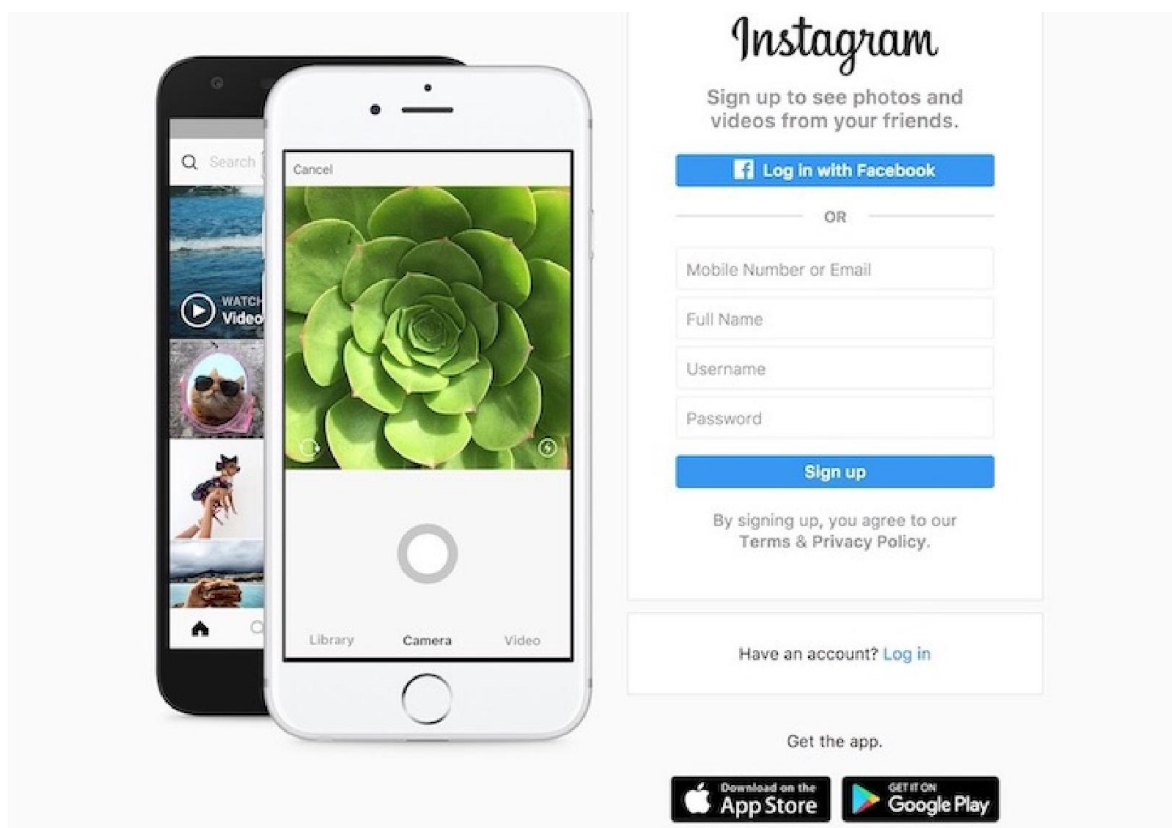 Search
WATCH
Video
Cancel
Library
Camera
Video
Instagram
Sign up to see photos and
videos from your friends.
Log in with Facebook
OR
Mobile Number or Email
Full Name
Username
Password
Sign up
By signing up, you agree to our
Terms & Privacy Policy.
Have an account? Log in
Get the app.
Download on the
App Store
GET IT ON
Google Play